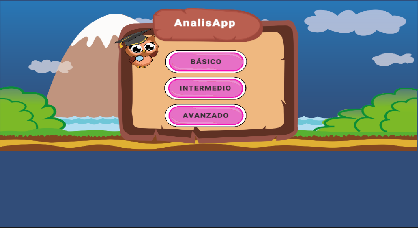 AnalisApp
BÁSICO
INTERMEDIO
AVANZADO